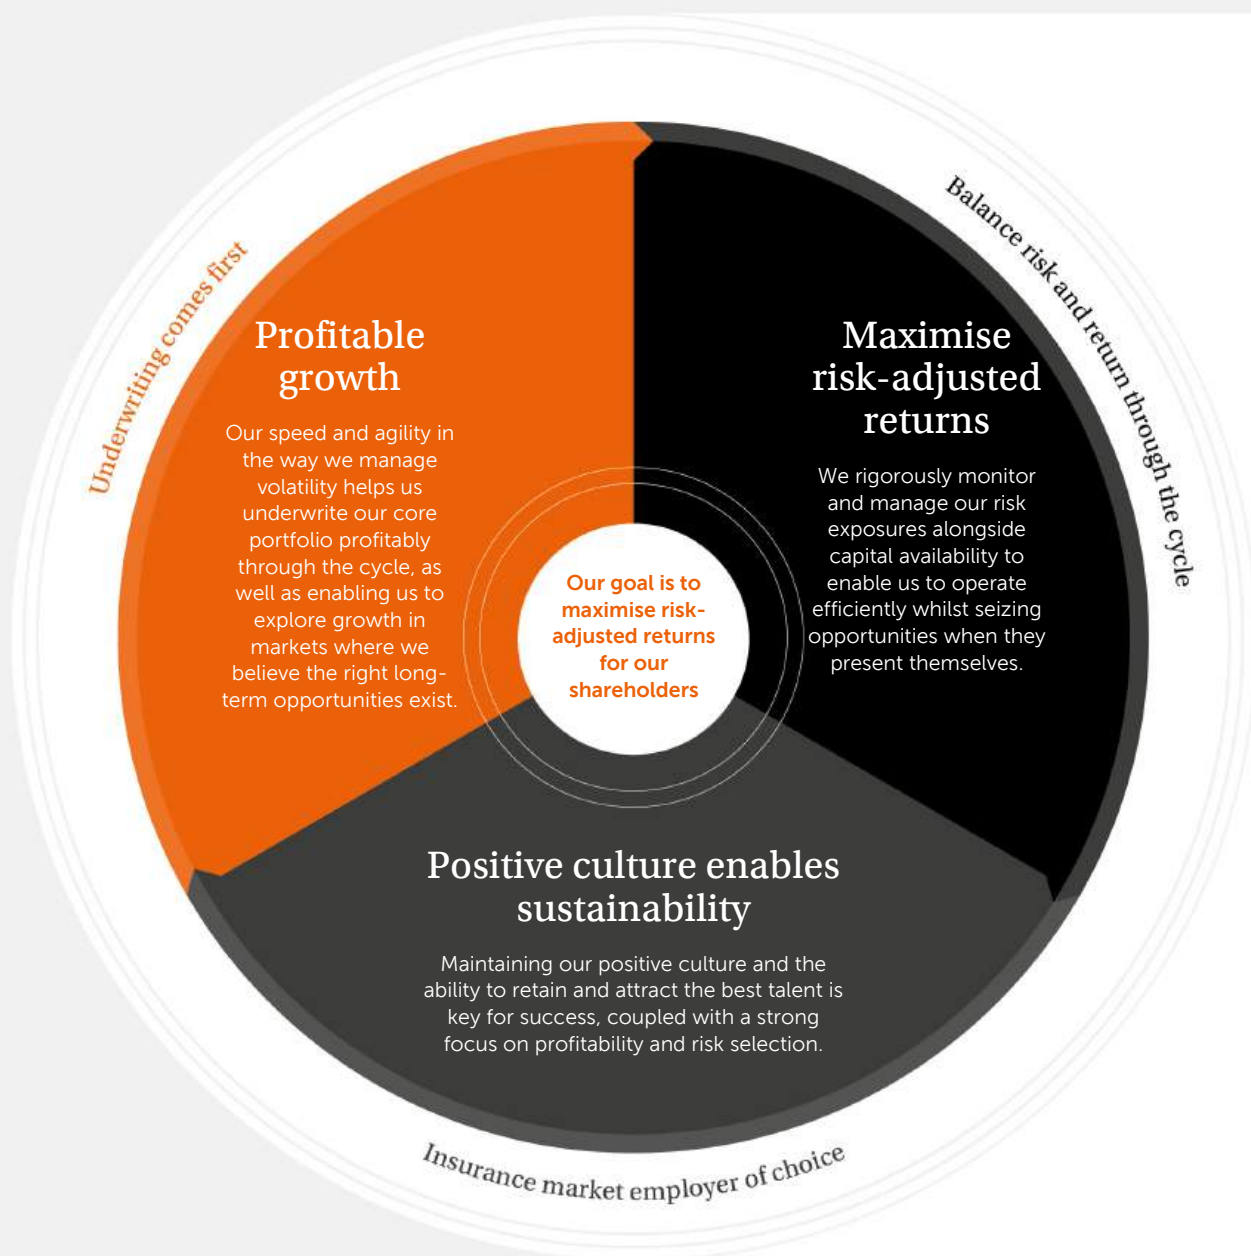 Underwriting comes first
Profitable
growth
Our speed and agility in
the way we manage
volatility helps us
underwrite our core
portfolio profitably
through the cycle, as
well as enabling us to
explore growth in
markets where we
believe the right long-
term opportunities exist.
Balance risk and return through the cycle
Maximise
risk-adjusted
returns
We rigorously monitor
and manage our risk
exposures alongside
capital availability to
enable us to operate
efficiently whilst seizing
opportunities when they
present themselves.
Our goal is to
maximise risk-
adjusted returns
for our
shareholders
Positive culture enables
sustainability
Maintaining our positive culture and the
ability to retain and attract the best talent is
key for success, coupled with a strong
focus on profitability and risk selection.
Insurance market employer of choice